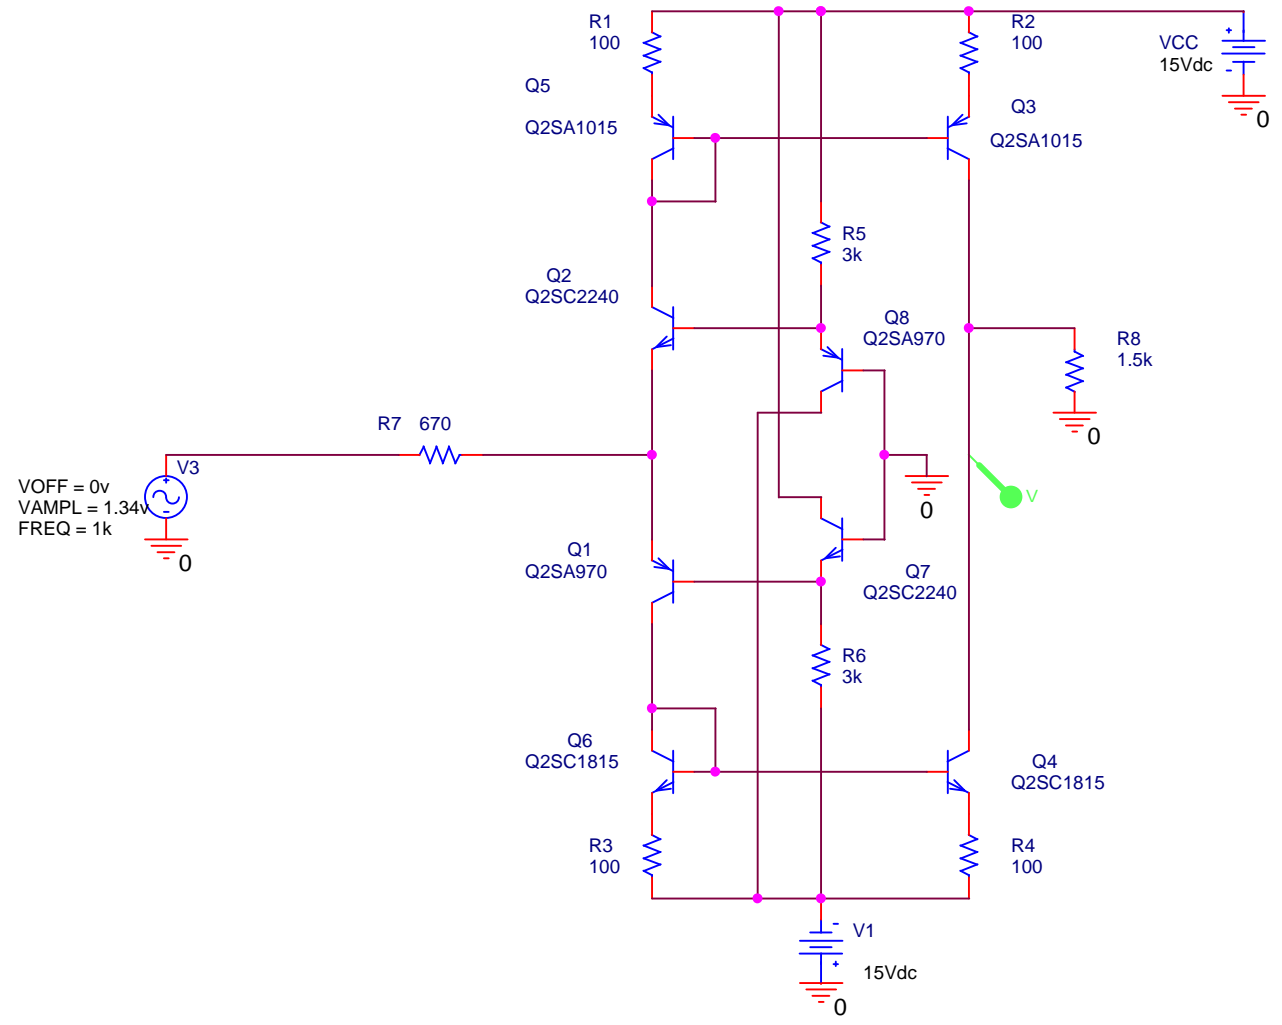 R1
100
R2
100
VCC
15Vdc
+
-
0
Q5
Q2SA1015
Q3
Q2SA1015
R5
3k
Q2
Q2SC2240
Q8
Q2SA970
R8
1.5k
0
R7 670
V3
+
-
VOFF = 0v
VAMPL = 1.34v
FREQ = 1k
0
0
V
Q1
Q2SA970
Q7
Q2SC2240
R6
3k
Q6
Q2SC1815
Q4
Q2SC1815
R3
100
R4
100
-
V1
+
15Vdc
0